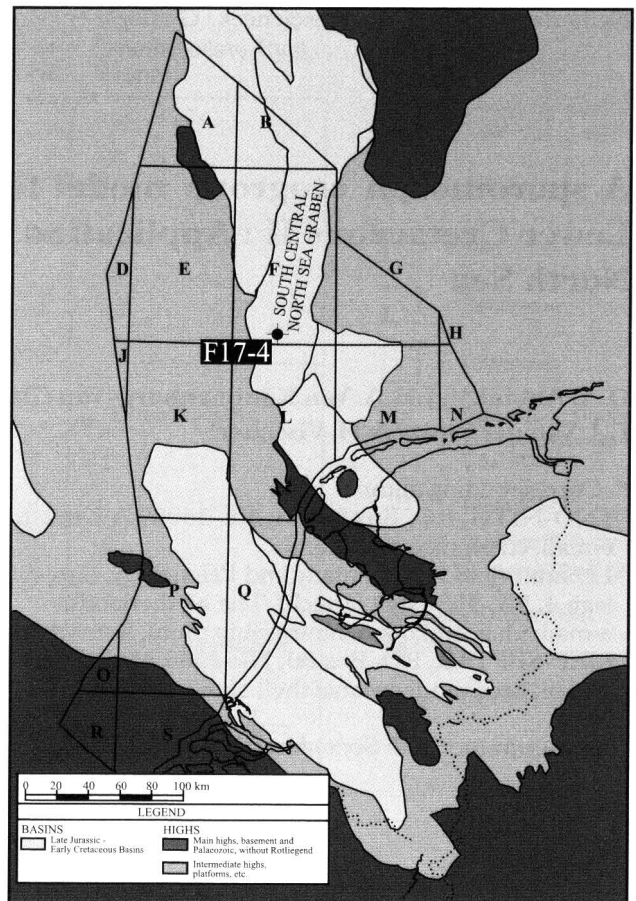 A
B
SOUTH CENTRAL
NORTH SEA GRABEN
D
E
F
G
H
F17-4
J
K
L
M
N
P
Q
O
R
S
0 20 40 60 80 100 km
LEGEND
BASINS
Late Jurassic -
Early Cretaceous Basins
HIGHS
Main highs, basement and
Palaeozoic, without Rotliegend
Intermediate highs,
platforms, etc.